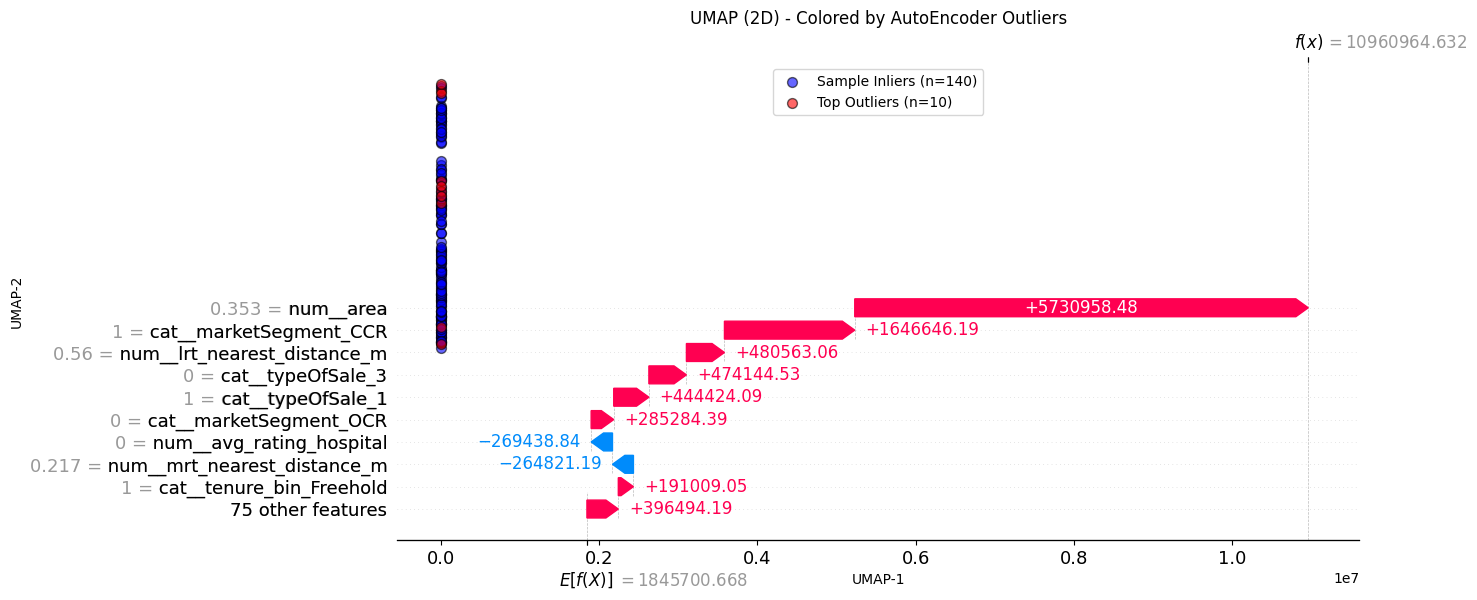 UMAP (2D) - Colored by AutoEncoder Outliers
f(x) = 10960964.632
Sample Inliers (n=140)
Top Outliers (n=10)
UMAP-2
0.353 = num__area
+5730958.48
1 = cat__marketSegment_CCR
+1646646.19
0.56 = num__lrt_nearest_distance_m
+480563.06
0 = cat__typeOfSale_3
+474144.53
1 = cat__typeOfSale_1
+444424.09
0 = cat__marketSegment_OCR
+285284.39
0 = num__avg_rating_hospital
−269438.84
0.217 = num__mrt_nearest_distance_m
−264821.19
1 = cat__tenure_bin_Freehold
+191009.05
75 other features
+396494.19
0.0 0.2 0.4 0.6 0.8 1.0
1e7
E[f(X)] = 1845700.668
UMAP-1